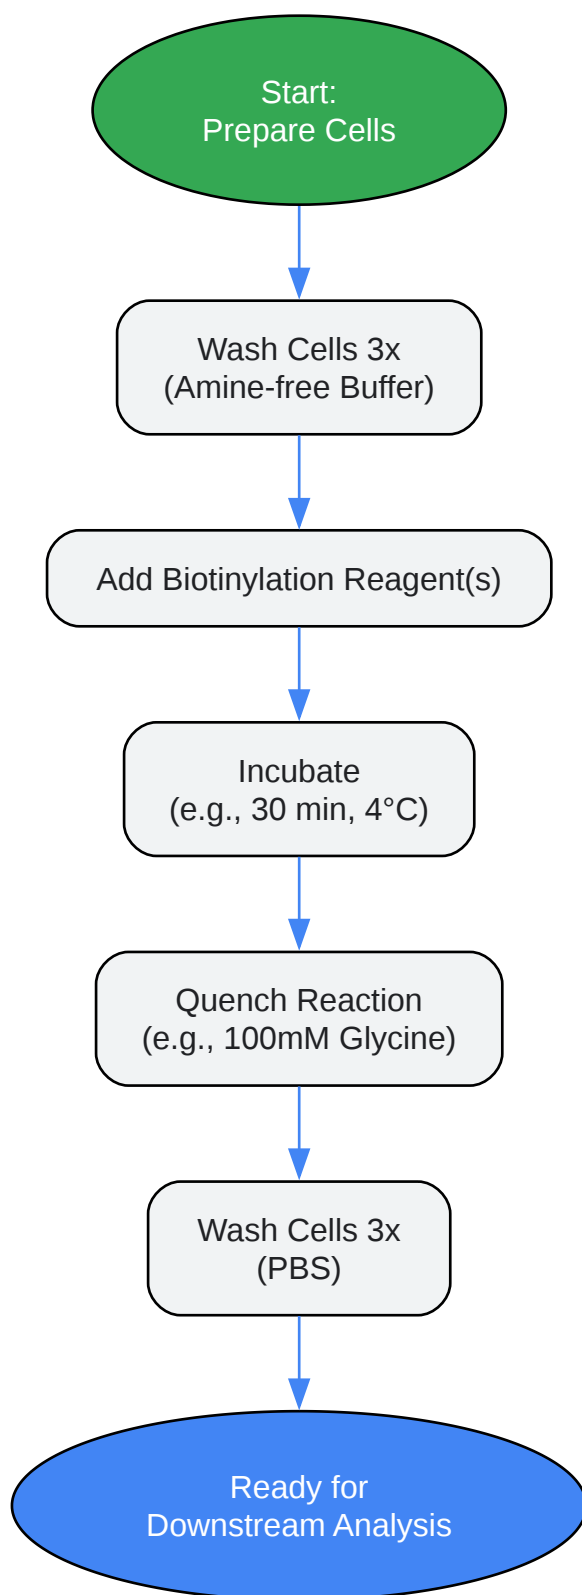 Start:
Prepare Cells
Wash Cells 3x
(Amine-free Buffer)
Add Biotinylation Reagent(s)
Incubate
(e.g., 30 min, 4°C)
Quench Reaction
(e.g., 100mM Glycine)
Wash Cells 3x
(PBS)
Ready for
Downstream Analysis